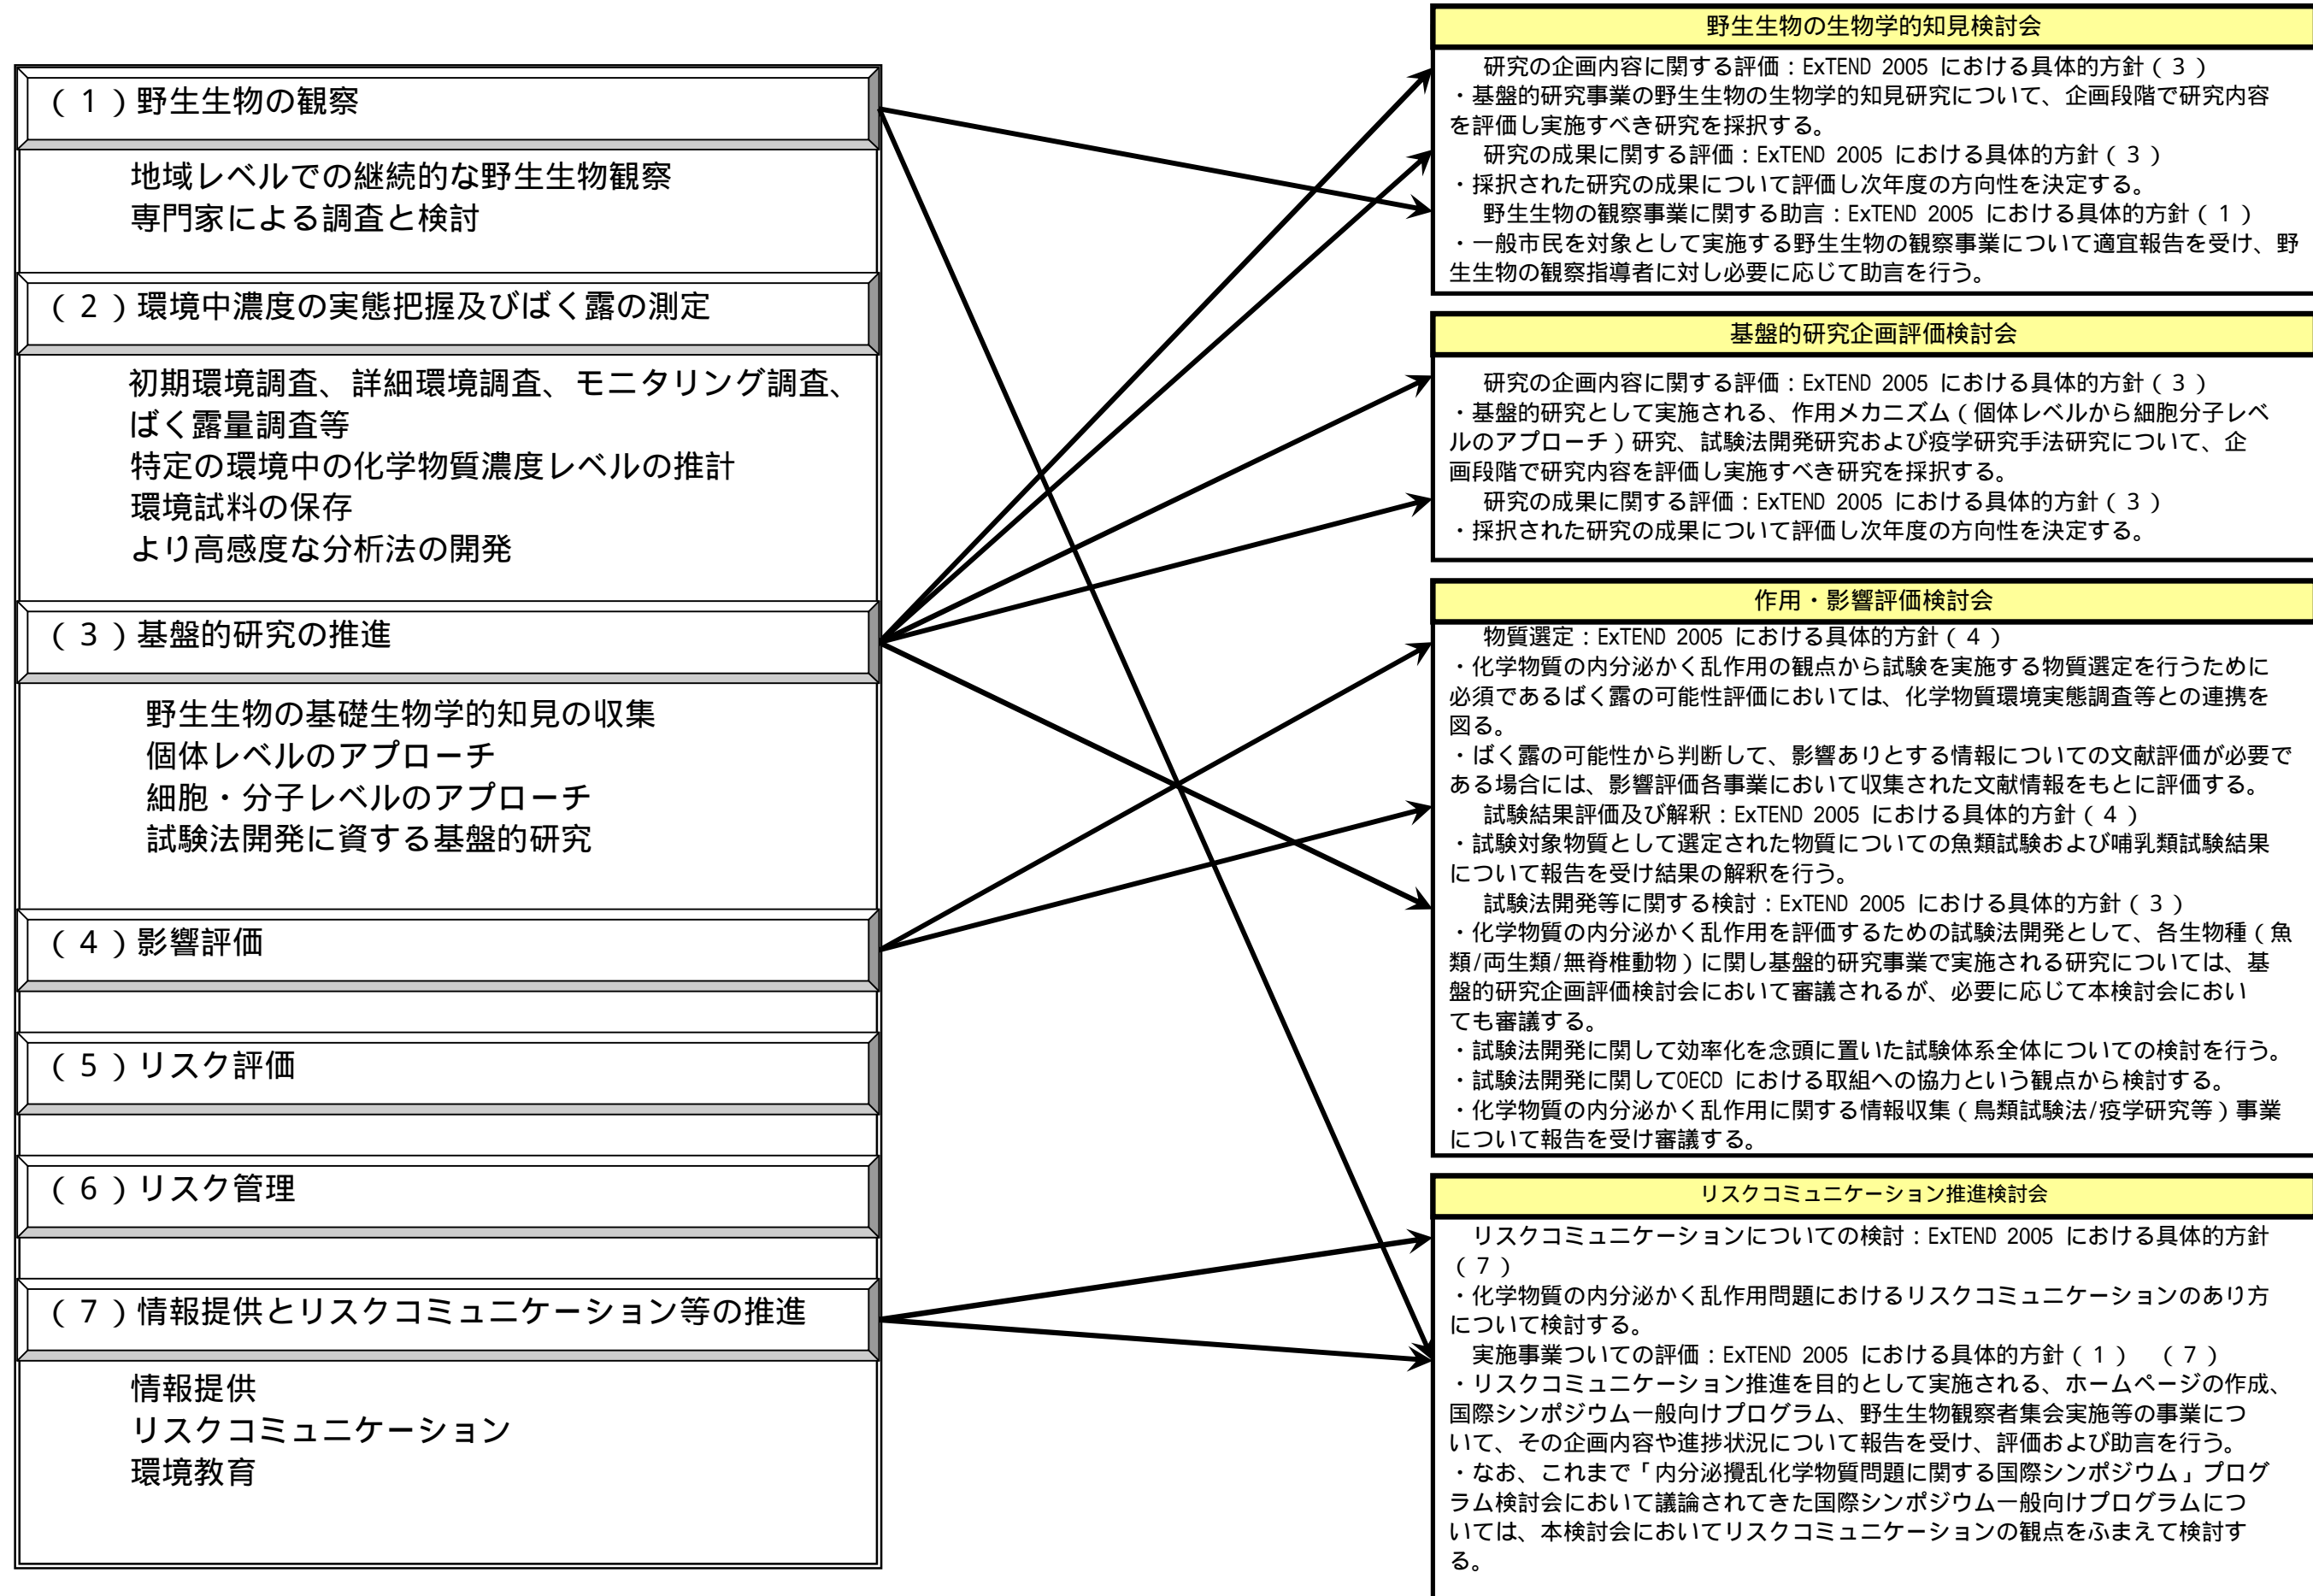 (1)野生生物の観察
地域レベルでの継続的な野生生物観察
専門家による調査と検討
(2)環境中濃度の実態把握及びばく露の測定
初期環境調査、詳細環境調査、モニタリング調査、
ばく露量調査等
特定の環境中の化学物質濃度レベルの推計
環境試料の保存
より高感度な分析法の開発
(3)基盤的研究の推進
野生生物の基礎生物学的知見の収集
個体レベルのアプローチ
細胞・分子レベルのアプローチ
試験法開発に資する基盤的研究
(4)影響評価
(5)リスク評価
(6)リスク管理
(7)情報提供とリスクコミュニケーション等の推進
情報提供
リスクコミュニケーション
環境教育
野生生物の生物学的知見検討会
研究の企画内容に関する評価:ExTEND 2005 における具体的方針(3)
・基盤的研究事業の野生生物の生物学的知見研究について、企画段階で研究内容
を評価し実施すべき研究を採択する。
研究の成果に関する評価:ExTEND 2005 における具体的方針(3)
・採択された研究の成果について評価し次年度の方向性を決定する。
野生生物の観察事業に関する助言:ExTEND 2005 における具体的方針(1)
・一般市民を対象として実施する野生生物の観察事業について適宜報告を受け、野
生生物の観察指導者に対し必要に応じて助言を行う。
基盤的研究企画評価検討会
研究の企画内容に関する評価:ExTEND 2005 における具体的方針(3)
・基盤的研究として実施される、作用メカニズム(個体レベルから細胞分子レベ
ルのアプローチ)研究、試験法開発研究および疫学研究手法研究について、企
画段階で研究内容を評価し実施すべき研究を採択する。
研究の成果に関する評価:ExTEND 2005 における具体的方針(3)
・採択された研究の成果について評価し次年度の方向性を決定する。
作用・影響評価検討会
物質選定:ExTEND 2005 における具体的方針(4)
・化学物質の内分泌かく乱作用の観点から試験を実施する物質選定を行うために
必須であるばく露の可能性評価においては、化学物質環境実態調査等との連携を
図る。
・ばく露の可能性から判断して、影響ありとする情報についての文献評価が必要で
ある場合には、影響評価各事業において収集された文献情報をもとに評価する。
試験結果評価及び解釈:ExTEND 2005 における具体的方針(4)
・試験対象物質として選定された物質についての魚類試験および哺乳類試験結果
について報告を受け結果の解釈を行う。
試験法開発等に関する検討:ExTEND 2005 における具体的方針(3)
・化学物質の内分泌かく乱作用を評価するための試験法開発として、各生物種(魚
類/両生類/無脊椎動物)に関し基盤的研究事業で実施される研究については、基
盤的研究企画評価検討会において審議されるが、必要に応じて本検討会におい
ても審議する。
・試験法開発に関して効率化を念頭に置いた試験体系全体についての検討を行う。
・試験法開発に関してOECD における取組への協力という観点から検討する。
・化学物質の内分泌かく乱作用に関する情報収集(鳥類試験法/疫学研究等)事業
について報告を受け審議する。
リスクコミュニケーション推進検討会
リスクコミュニケーションについての検討:ExTEND 2005 における具体的方針
(7)
・化学物質の内分泌かく乱作用問題におけるリスクコミュニケーションのあり方
について検討する。
実施事業ついての評価:ExTEND 2005 における具体的方針(1) (7)
・リスクコミュニケーション推進を目的として実施される、ホームページの作成、
国際シンポジウム一般向けプログラム、野生生物観察者集会実施等の事業につ
いて、その企画内容や進捗状況について報告を受け、評価および助言を行う。
・なお、これまで「内分泌攪乱化学物質問題に関する国際シンポジウム」プログ
ラム検討会において議論されてきた国際シンポジウム一般向けプログラムにつ
いては、本検討会においてリスクコミュニケーションの観点をふまえて検討す
る。